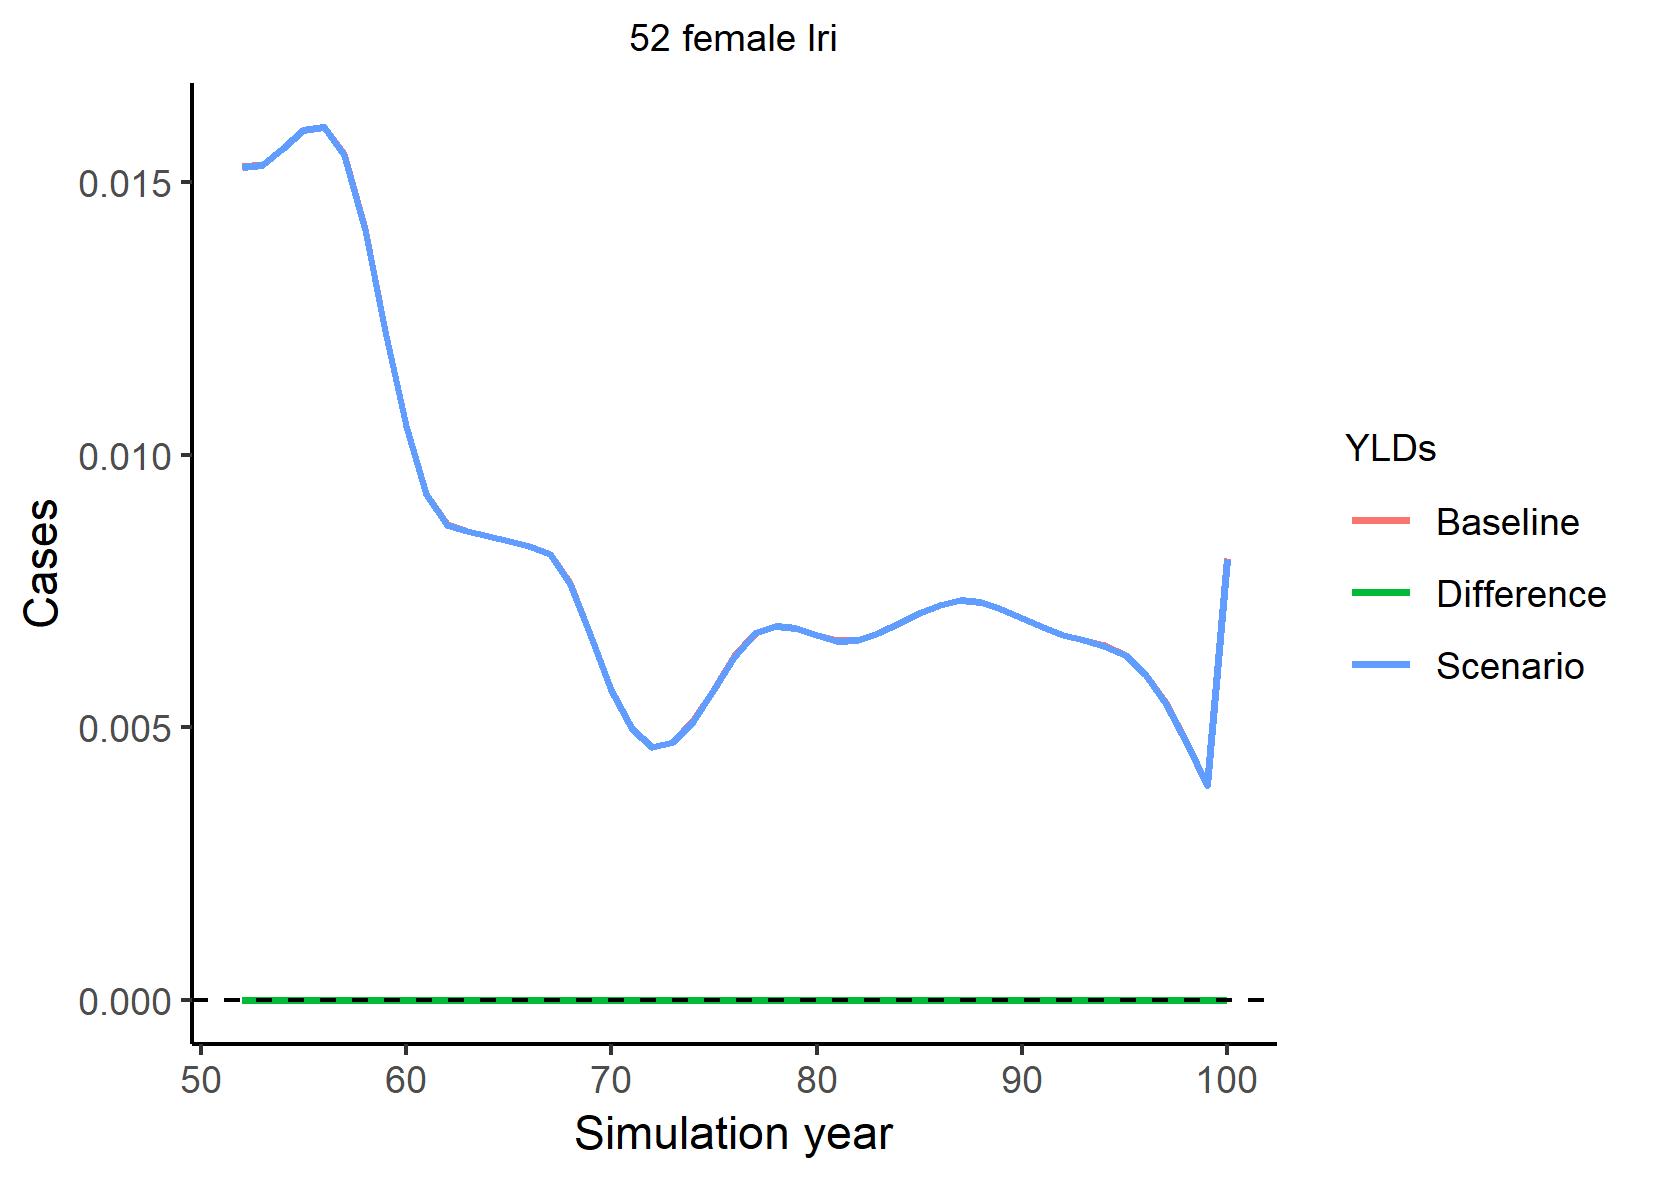 52 female lri
Cases
0.015
0.010
0.005
0.000
50 60 70 80 90 100
Simulation year
YLDs
Baseline
Difference
Scenario